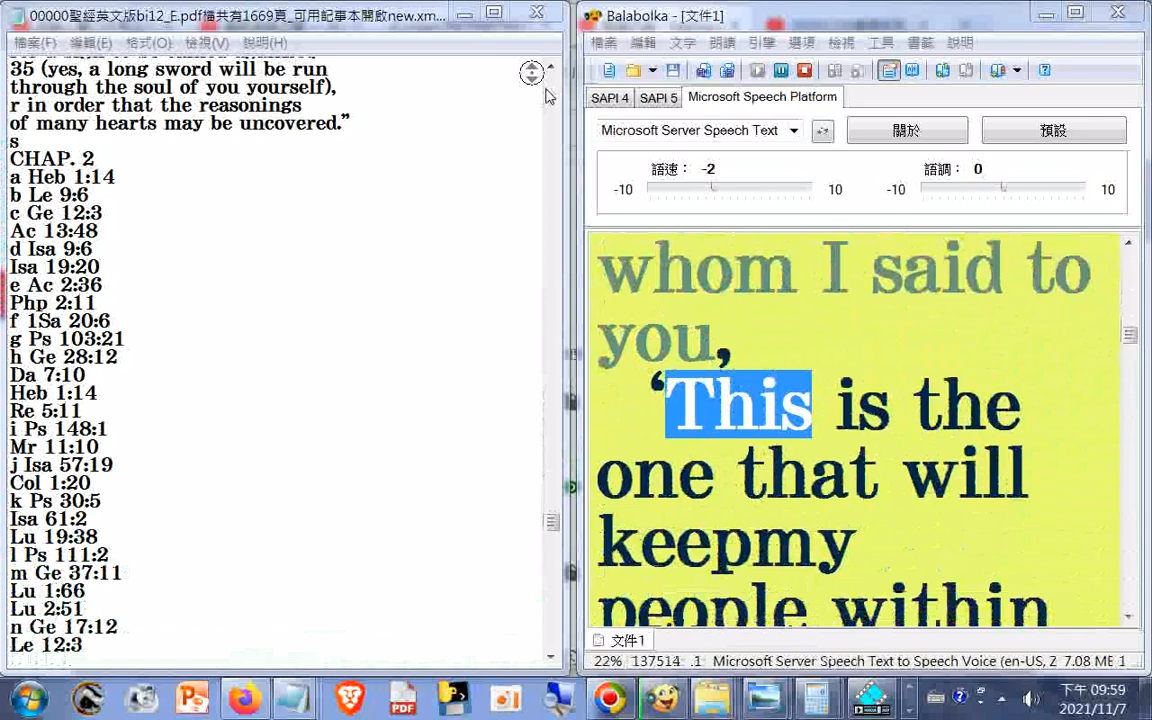 00000聖經英文版bi12_E.pdf檔共有1669頁_可用記事本開啟new.xm...
檔案(F) 編輯(E) 格式(O) 檢視(V) 說明(H)
35 (yes, a long sword will be run
through the soul of you yourself),
r in order that the reasonings
of many hearts may be uncovered.”
s
CHAP. 2
a Heb 1:14
b Le 9:6
c Ge 12:3
Ac 13:48
d Isa 9:6
Isa 19:20
e Ac 2:36
Php 2:11
f 1Sa 20:6
g Ps 103:21
h Ge 28:12
Da 7:10
Heb 1:14
Re 5:11
i Ps 148:1
Mr 11:10
j Isa 57:19
Col 1:20
k Ps 30:5
Isa 61:2
Lu 19:38
l Ps 111:2
m Ge 37:11
Lu 1:66
Lu 2:51
n Ge 17:12
Le 12:3
Balabolka - [文件1]
檔案 編輯 文字 朗讀 引擎 選項 檢視 工具 書籤 說明
SAPI 4 SAPI 5 Microsoft Speech Platform
Microsoft Server Speech Text 關於 預設
語速： -2 語調： 0
-10 10 -10 10
whom I said to
you,
‘This is the
one that will
keepmy
people within
文件1
22% 137514 .1 Microsoft Server Speech Text to Speech Voice (en-US, Z 7.08 ME 1
PDF
下午 09:59
2021/11/7